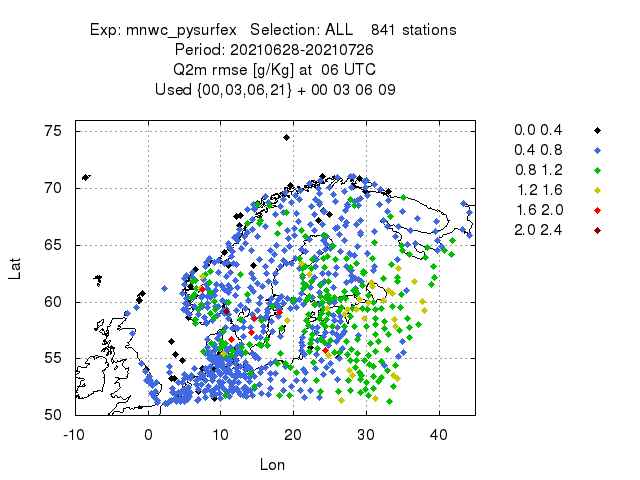 Exp: mnwc_pysurfex Selection: ALL 841 stations
Period: 20210628-20210726
Q2m rmse [g/Kg] at 06 UTC
Used {00,03,06,21} + 00 03 06 09
75
70
65
60
55
50
-10 0 10 20 30 40
Lat
Lon
0.0 0.4
0.4 0.8
0.8 1.2
1.2 1.6
1.6 2.0
2.0 2.4